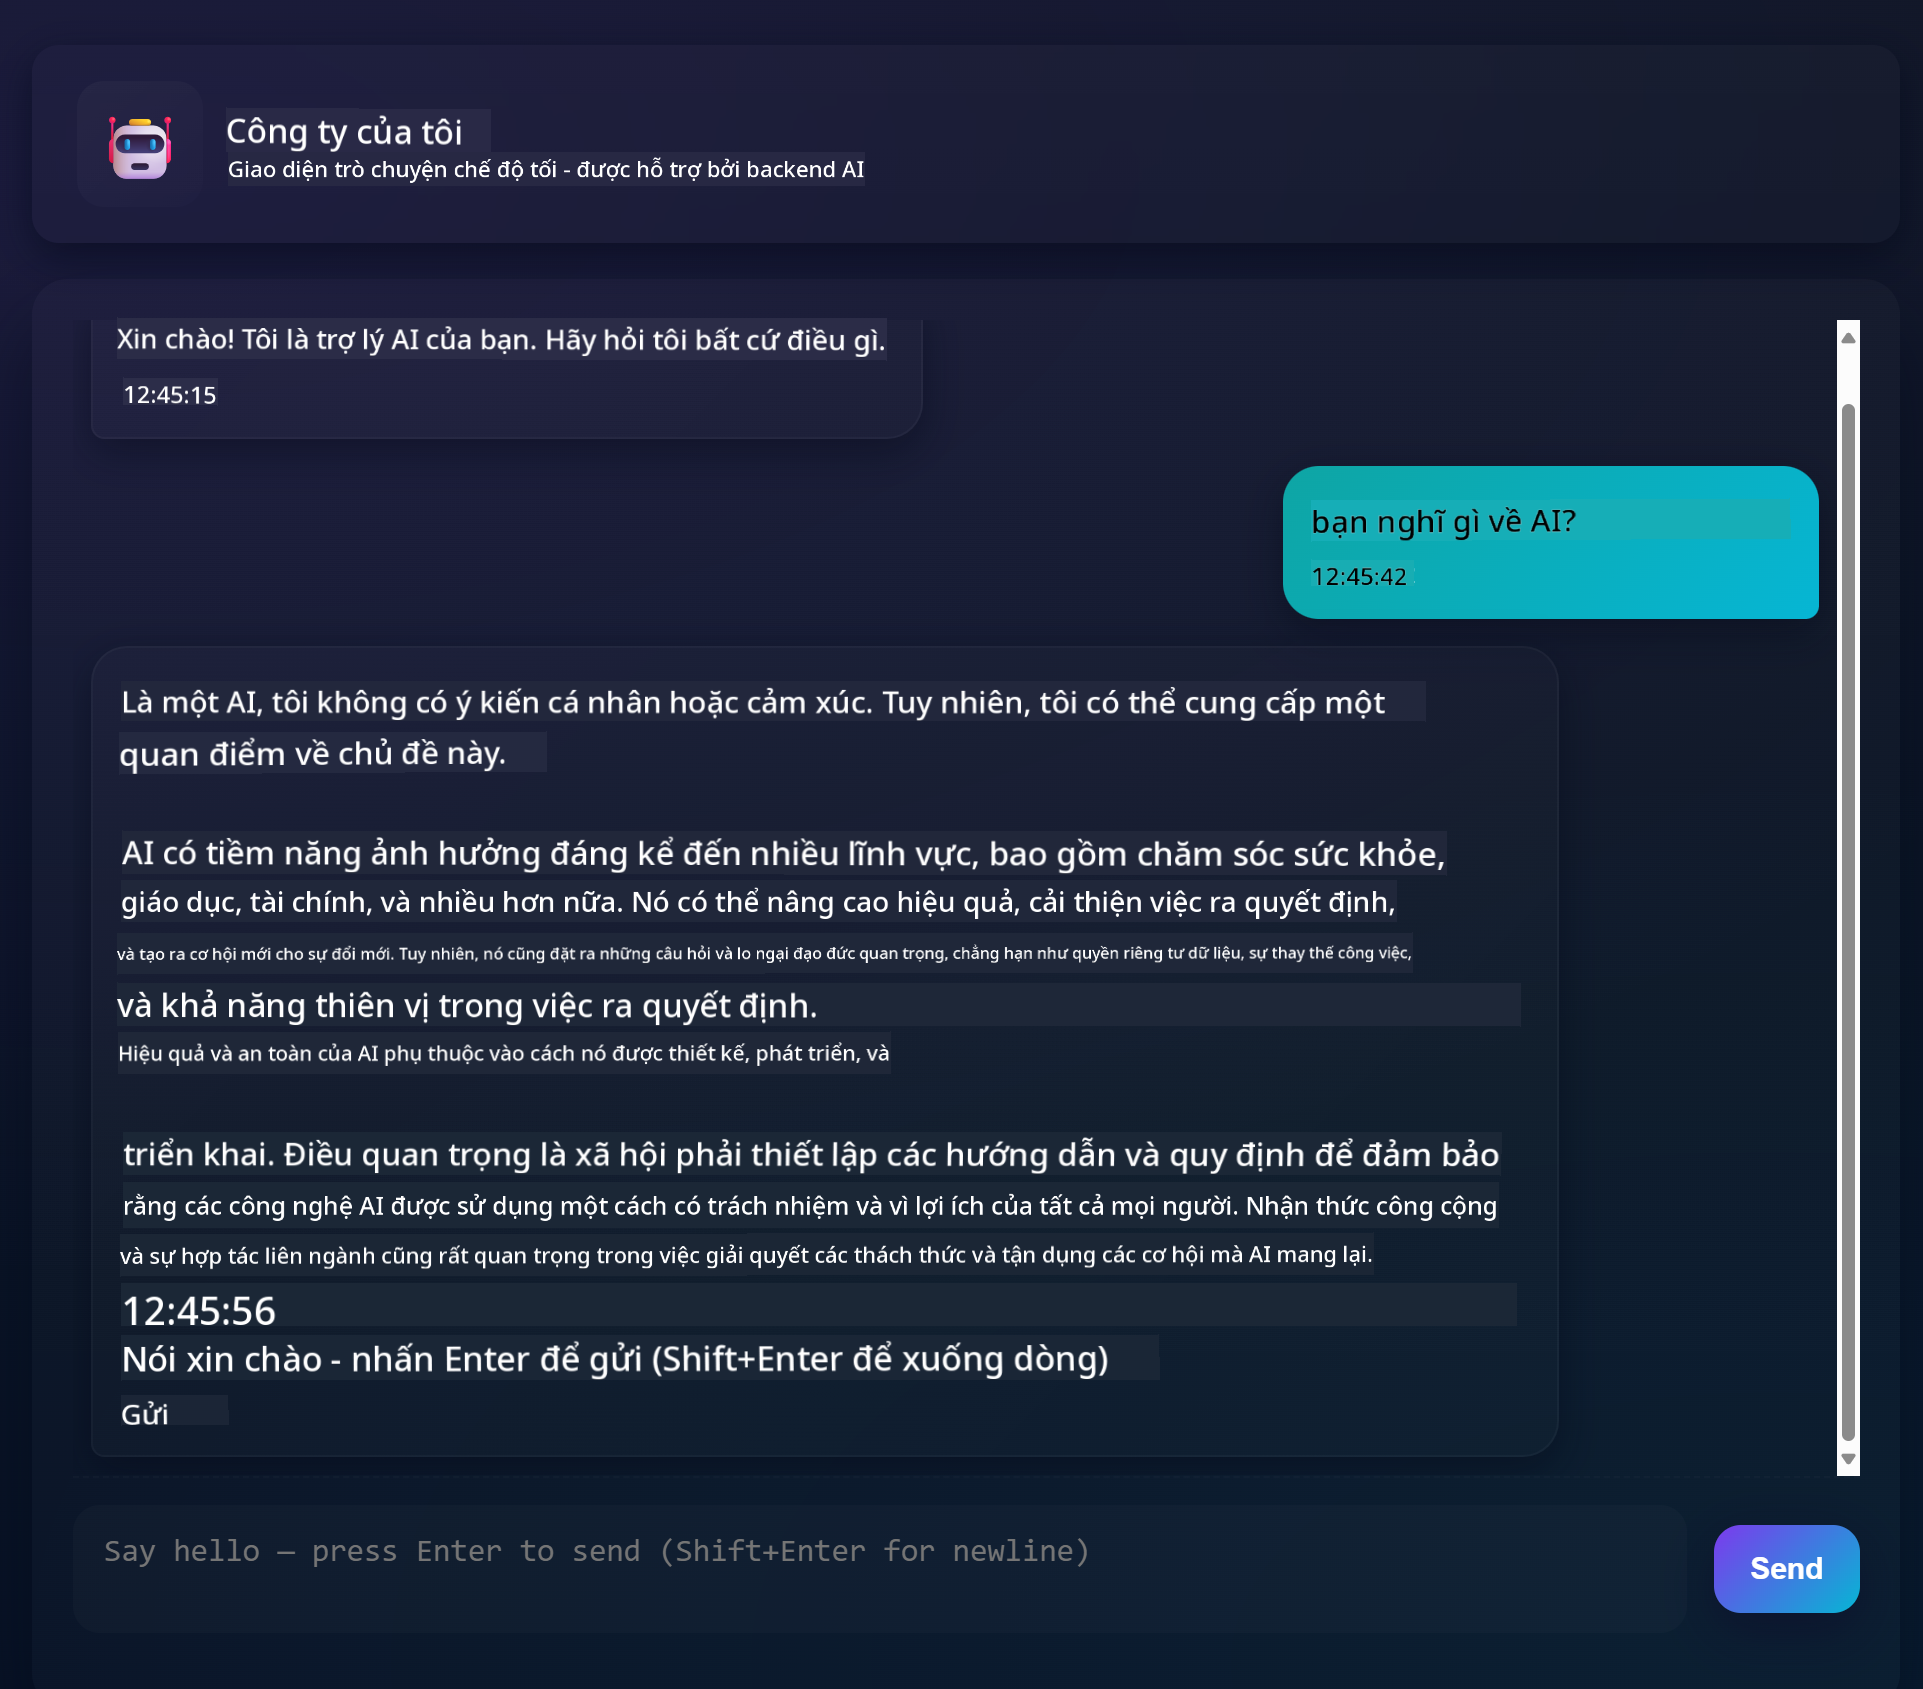 Công ty của tôi
Giao diện trò chuyện chế độ tối - được hỗ trợ bởi backend AI
Xin chào! Tôi là trợ lý AI của bạn. Hãy hỏi tôi bất cứ điều gì.
12:45:15
bạn nghĩ gì về AI?
12:45:42
Là một AI, tôi không có ý kiến cá nhân hoặc cảm xúc. Tuy nhiên, tôi có thể cung cấp một
quan điểm về chủ đề này.
AI có tiềm năng ảnh hưởng đáng kể đến nhiều lĩnh vực, bao gồm chăm sóc sức khỏe,
giáo dục, tài chính, và nhiều hơn nữa. Nó có thể nâng cao hiệu quả, cải thiện việc ra quyết định,
và tạo ra cơ hội mới cho sự đổi mới. Tuy nhiên, nó cũng đặt ra những câu hỏi và lo ngại đạo đức quan trọng, chẳng hạn như quyền riêng tư dữ liệu, sự thay thế công việc,
và khả năng thiên vị trong việc ra quyết định.
Hiệu quả và an toàn của AI phụ thuộc vào cách nó được thiết kế, phát triển, và
triển khai. Điều quan trọng là xã hội phải thiết lập các hướng dẫn và quy định để đảm bảo
rằng các công nghệ AI được sử dụng một cách có trách nhiệm và vì lợi ích của tất cả mọi người. Nhận thức công cộng
và sự hợp tác liên ngành cũng rất quan trọng trong việc giải quyết các thách thức và tận dụng các cơ hội mà AI mang lại.
12:45:56
Nói xin chào - nhấn Enter để gửi (Shift+Enter để xuống dòng)
Gửi
Say hello — press Enter to send (Shift+Enter for newline)
Send